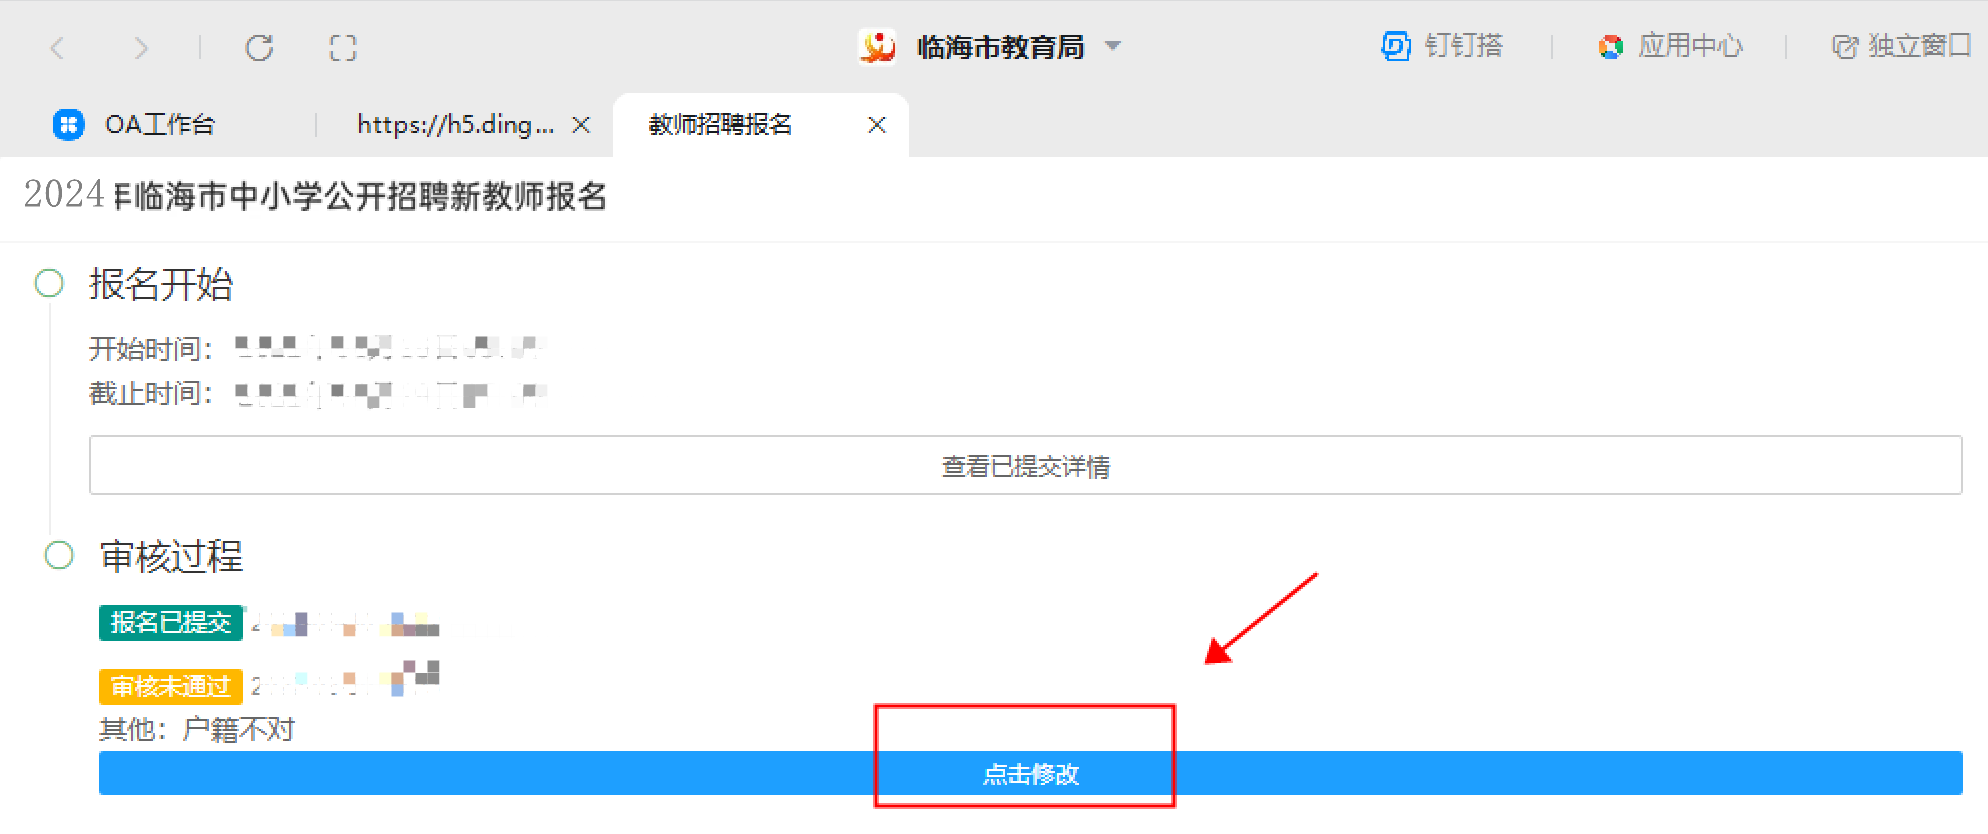 临海市教育局
钉钉搭
应用中心
独立窗口
OA工作台
https://h5.ding...
教师招聘报名
2024年临海市中小学公开招聘新教师报名
报名开始
开始时间：
截止时间：
查看已提交详情
审核过程
报名已提交
审核未通过
其他：户籍不对
点击修改